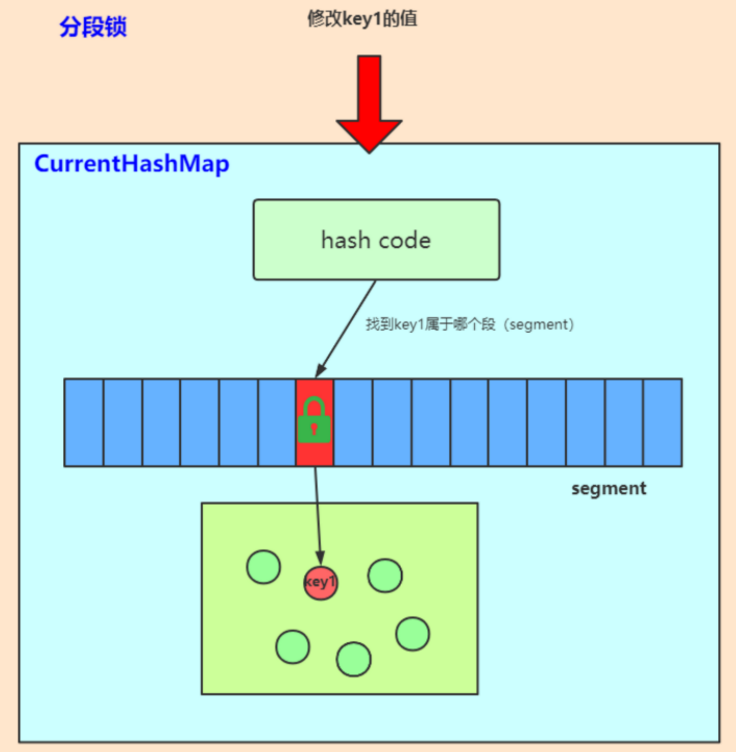 分段锁
修改key1的值
CurrentHashMap
hash code
找到key1属于哪个段（segment）
segment
key1